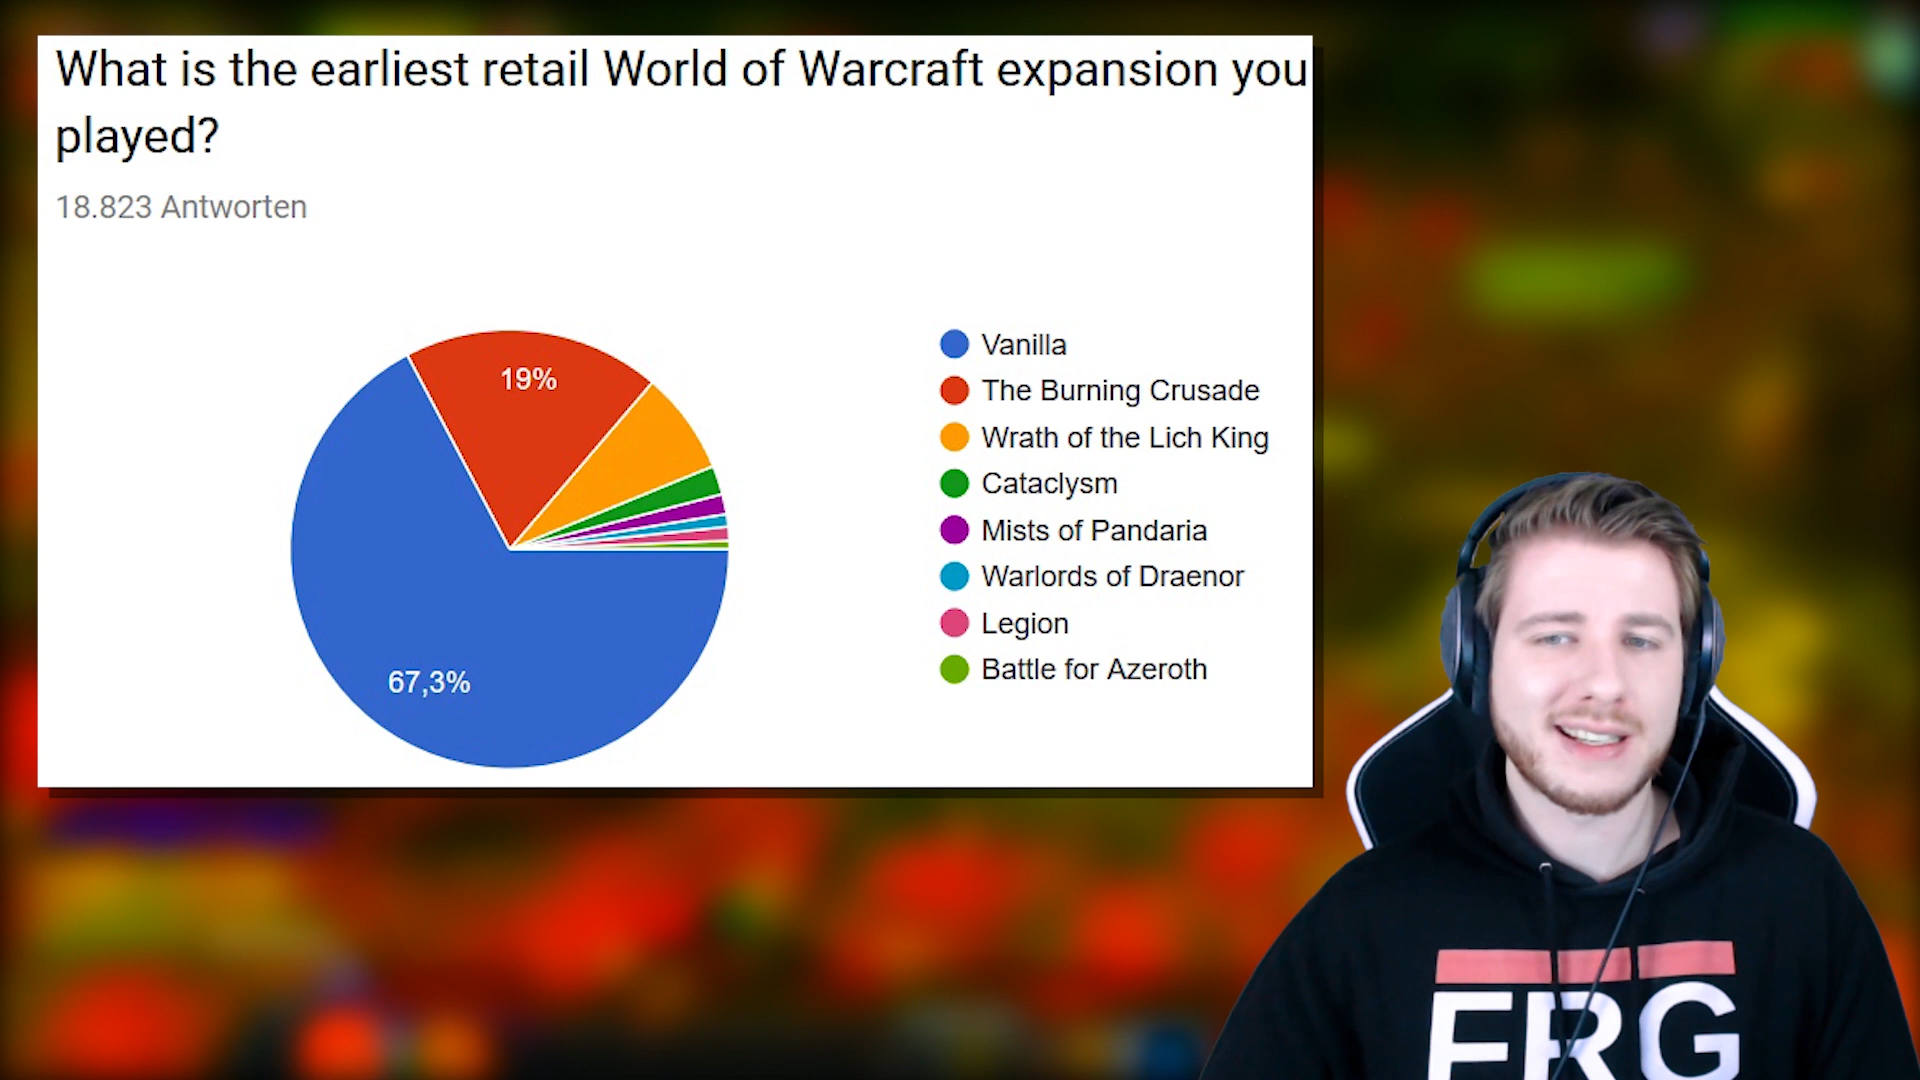 What is the earliest retail World of Warcraft expansion you
played?
18.823 Antworten
19%
67,3%
Vanilla
The Burning Crusade
Wrath of the Lich King
Cataclysm
Mists of Pandaria
Warlords of Draenor
Legion
Battle for Azeroth
FRG